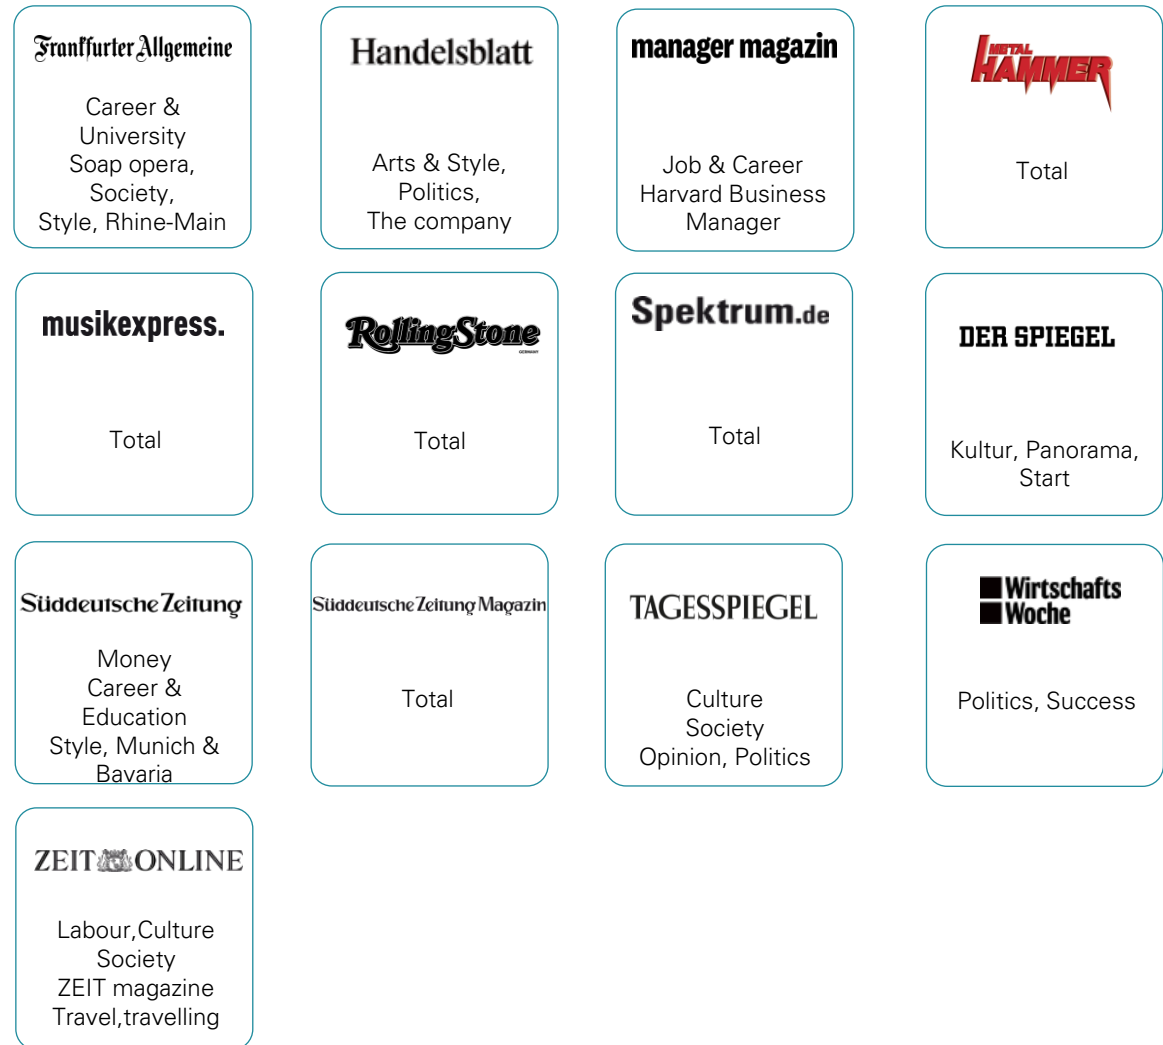 Frankfurter Allgemeine
Career &
University
Soap opera,
Society,
Style, Rhine-Main
Handelsblatt
Arts & Style,
Politics,
The company
manager magazin
Job & Career
Harvard Business
Manager
METAL
HAMMER
Total
musikexpress.
Total
RollingStone
GERMANY
Total
Spektrum.de
Total
DER SPIEGEL
Kultur, Panorama,
Start
Süddeutsche Zeitung
Money
Career &
Education
Style, Munich &
Bavaria
Süddeutsche Zeitung Magazin
Total
TAGESSPIEGEL
Culture
Society
Opinion, Politics
Wirtschafts
Woche
Politics, Success
ZEIT ONLINE
Labour,Culture
Society
ZEIT magazine
Travel,travelling